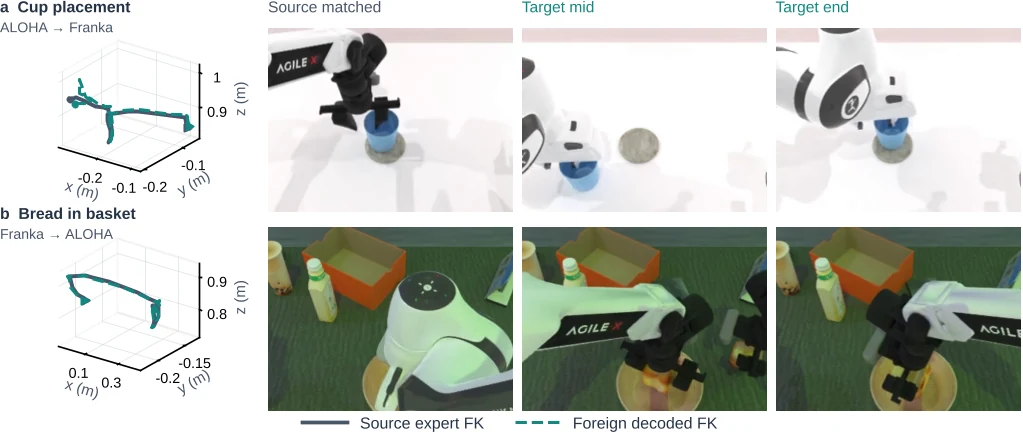 a Cup placement
ALOHA → Franka
Source matched
Target mid
Target end
1
0.9
z (m)
-0.2
-0.1
-0.2
-0.1
x (m)
y (m)
AGILE X
b Bread in basket
Franka → ALOHA
0.9
0.8
z (m)
0.1
0.3
-0.2
-0.15
x (m)
y (m)
AGILE X
AGILE
Source expert FK
Foreign decoded FK